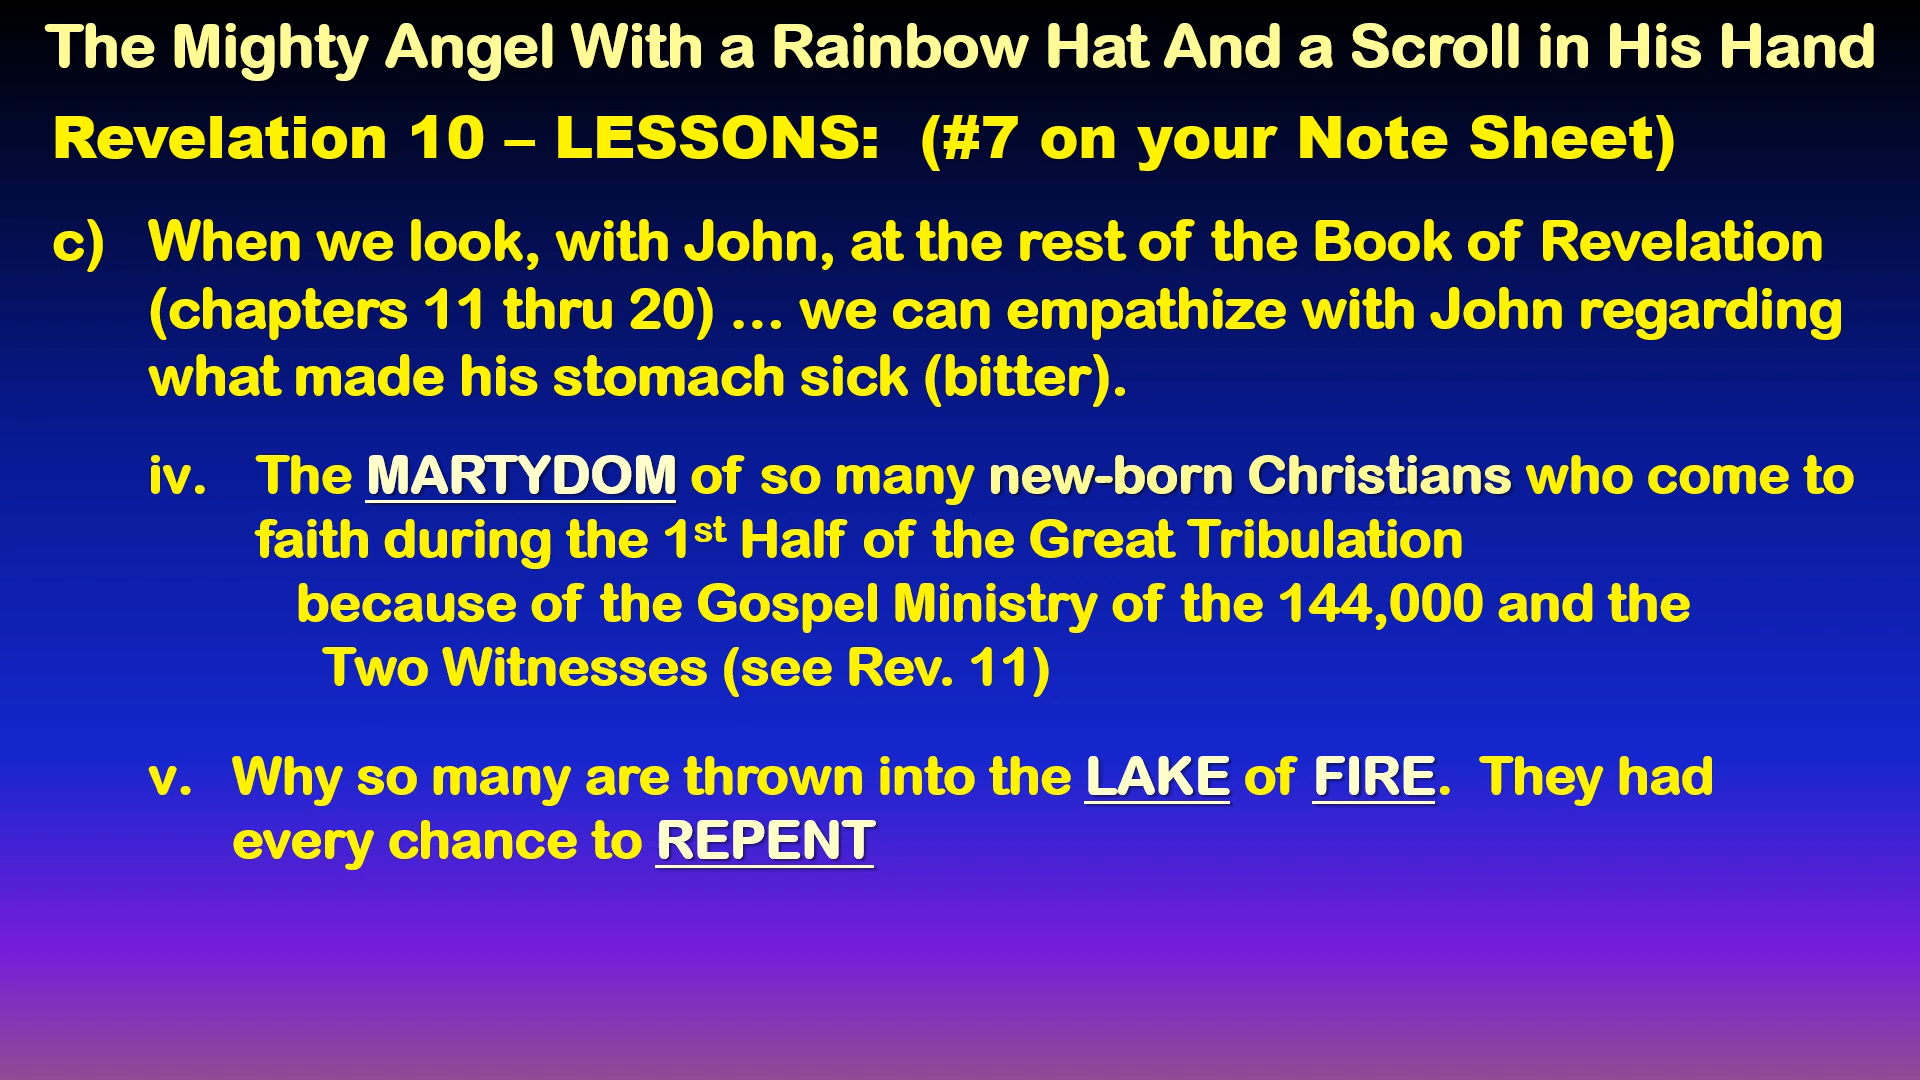 The Mighty Angel With a Rainbow Hat And a Scroll in His Hand
Revelation 10 – LESSONS:  (#7 on your Note Sheet)
c) When we look, with John, at the rest of the Book of Revelation
(chapters 11 thru 20) … we can empathize with John regarding
what made his stomach sick (bitter).
iv. The MARTYDOM of so many new-born Christians who come to
faith during the 1st Half of the Great Tribulation
because of the Gospel Ministry of the 144,000 and the
Two Witnesses (see Rev. 11)
v. Why so many are thrown into the LAKE of FIRE.  They had
every chance to REPENT